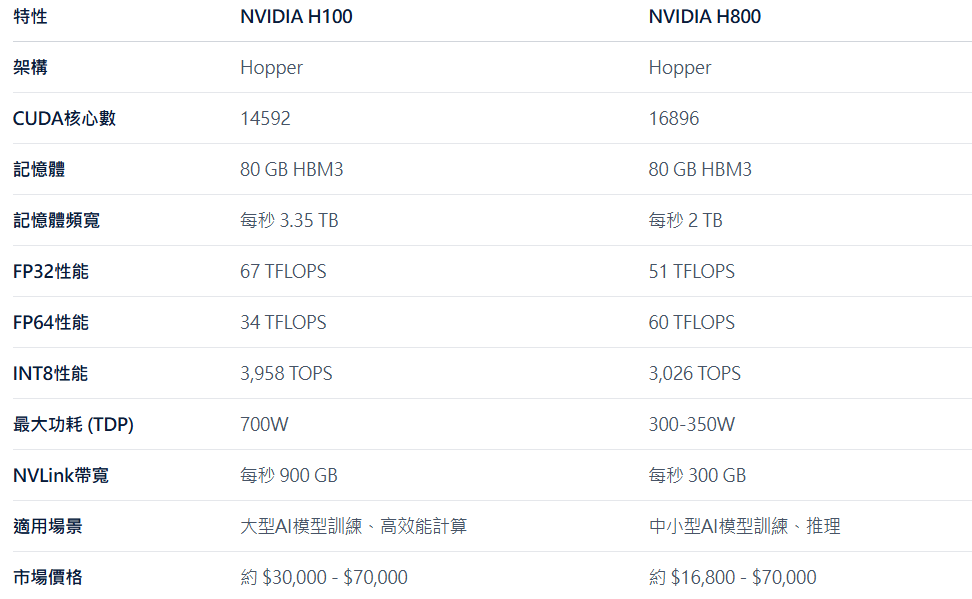 特性 NVIDIA H100 NVIDIA H800
架構 Hopper Hopper
CUDA核心數 14592 16896
記憶體 80 GB HBM3 80 GB HBM3
記憶體頻寬 每秒 3.35 TB 每秒 2 TB
FP32性能 67 TFLOPS 51 TFLOPS
FP64性能 34 TFLOPS 60 TFLOPS
INT8性能 3,958 TOPS 3,026 TOPS
最大功耗 (TDP) 700W 300-350W
NVLink帶寬 每秒 900 GB 每秒 300 GB
適用場景 大型AI模型訓練、高效能計算 中小型AI模型訓練、推理
市場價格 約 $30,000 - $70,000 約 $16,800 - $70,000